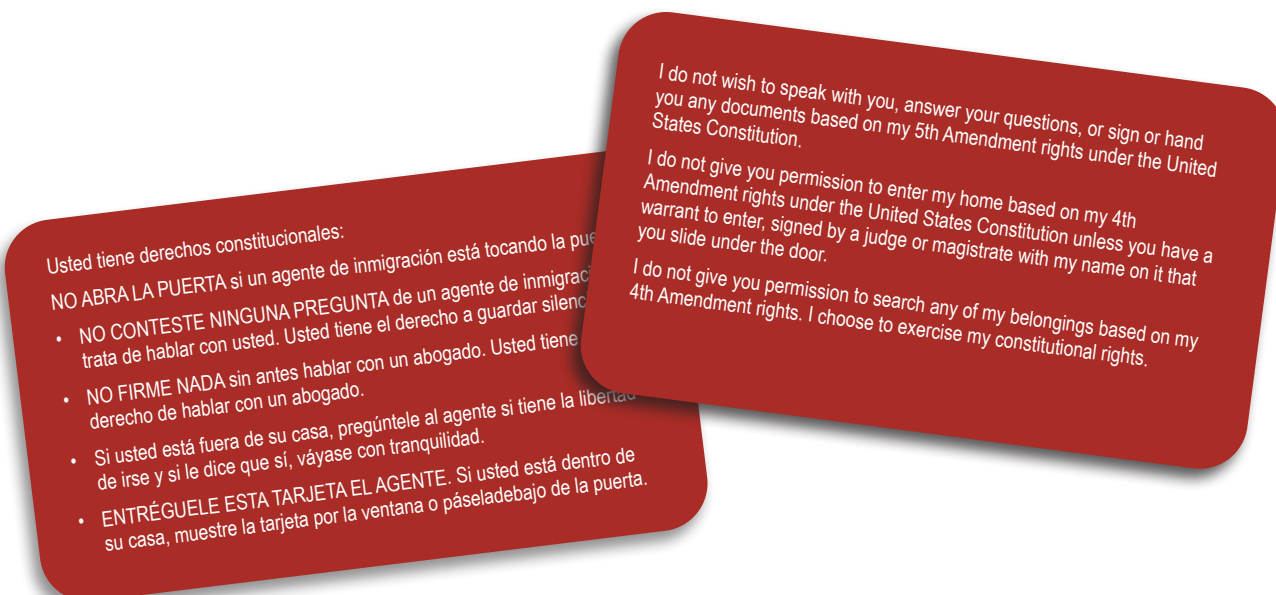 Usted tiene derechos constitucionales:
NO ABRA LA PUERTA si un agente de inmigración está tocando la
• NO CONTESTE NINGUNA PREGUNTA de un agente de
trata de hablar con usted. Usted tiene el derecho a guardar
• NO FIRME NADA sin antes hablar con un abogado. Usted tiene
derecho de hablar con un abogado.
• Si usted está fuera de su casa, pregúntele al agente si tiene la libertad
de irse y si le dice que sí, váyase con tranquilidad.
• ENTRÉGUELE ESTA TARJETA EL AGENTE. Si usted está dentro de
su casa, muestre la tarjeta por la ventana o páseladebajo de la puerta.
I do not wish to speak with you, answer your questions, or sign or hand
you any documents based on my 5th Amendment rights under the United
States Constitution.
I do not give you permission to enter my home based on my 4th
Amendment rights under the United States Constitution unless you have a
warrant to enter, signed by a judge or magistrate with my name on it that
you slide under the door.
I do not give you permission to search any of my belongings based on my
4th Amendment rights. I choose to exercise my constitutional rights.